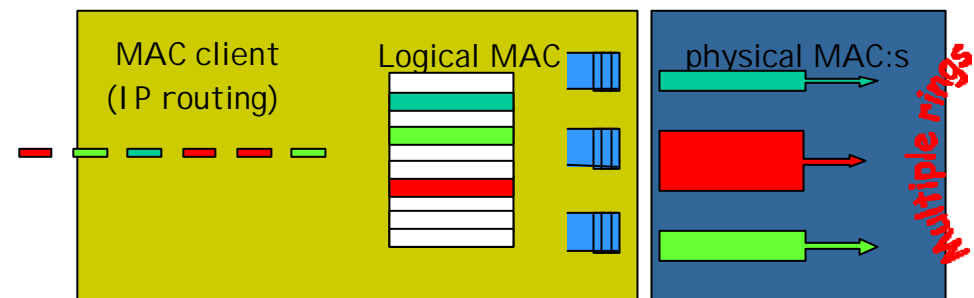 MAC client
(IP routing)
Logical MAC
physical MAC:s
Multiple rings